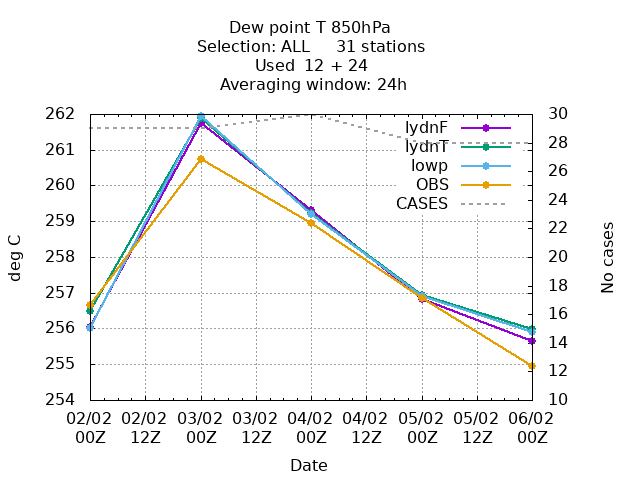 Dew point T 850hPa
Selection: ALL     31 stations
Used  12 + 24
Averaging window: 24h
262
261
260
259
258
257
256
255
254
deg C
30
28
26
24
22
20
18
16
14
12
10
No cases
lydnF
lydnT
lowp
OBS
CASES
02/02 02/02 03/02 03/02 04/02 04/02 05/02 05/02 06/02
00Z 12Z 00Z 12Z 00Z 12Z 00Z 12Z 00Z
Date